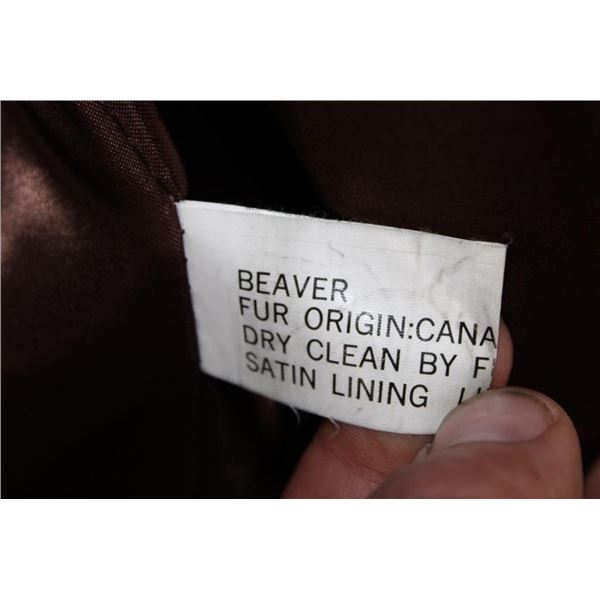 BEAVER
FUR ORIGIN:CANA
DRY CLEAN BY F
SATIN LINING